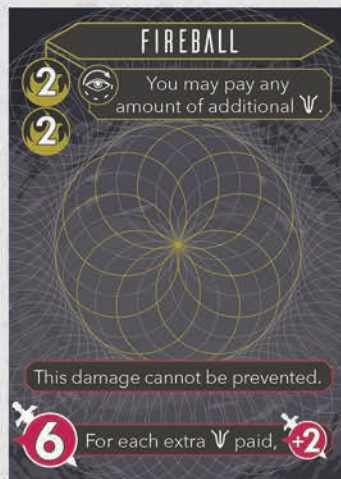 FIREBALL
2
You may pay any
amount of additional Ѱ.
2
This damage cannot be prevented.
6 For each extra Ѱ paid, +2